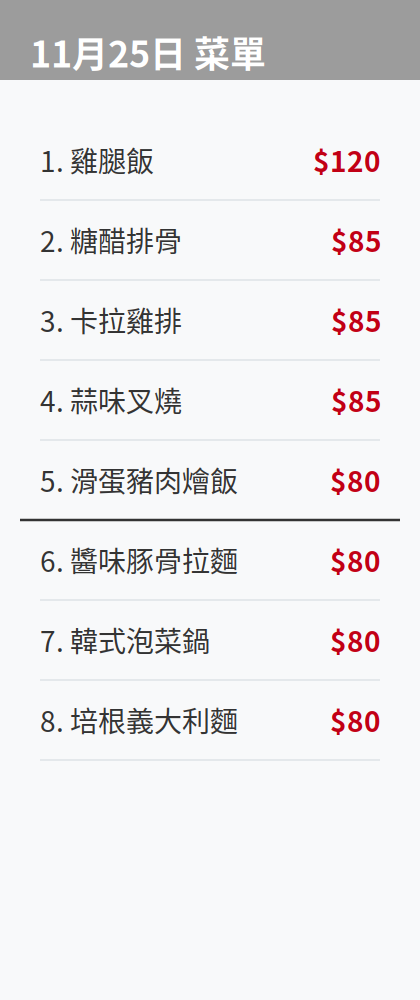 11月25日 菜單
1. 雞腿飯 $120
2. 糖醋排骨 $85
3. 卡拉雞排 $85
4. 蒜味叉燒 $85
5. 滑蛋豬肉燴飯 $80
6. 醬味豚骨拉麵 $80
7. 韓式泡菜鍋 $80
8. 培根義大利麵 $80